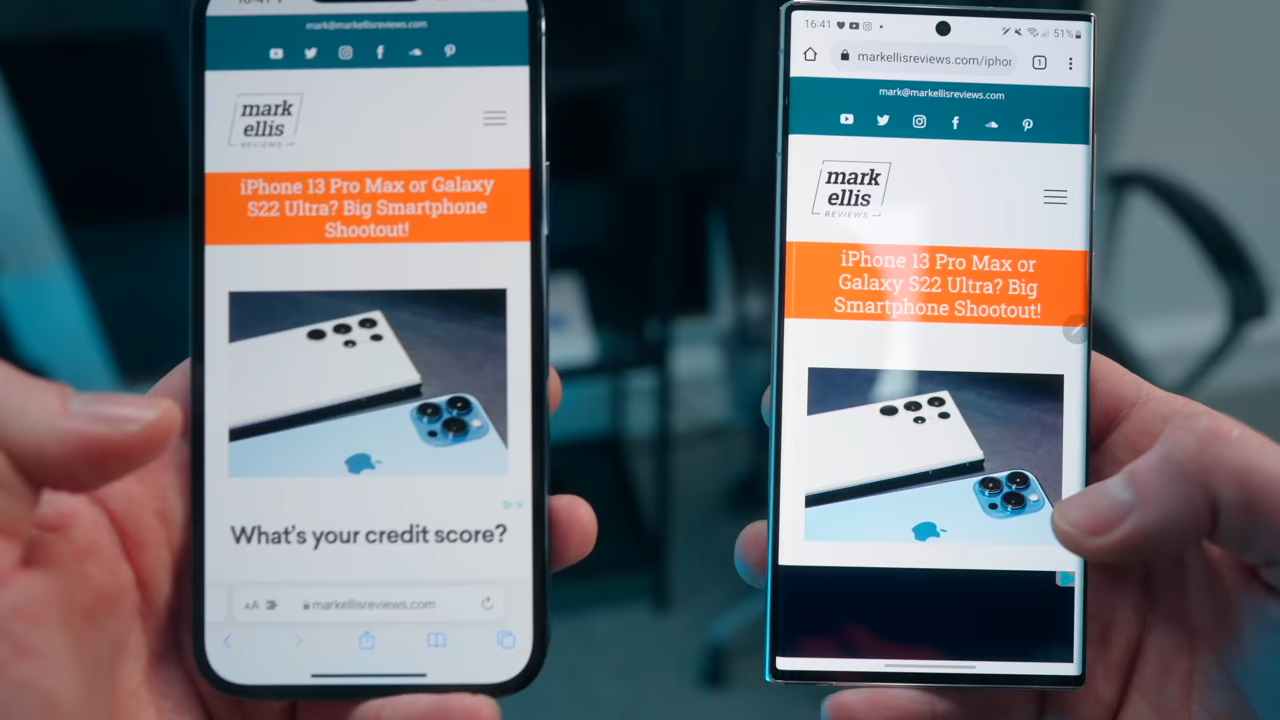 mark@markellisreviews.com
mark
ellis
REVIEWS
iPhone 13 Pro Max or Galaxy
S22 Ultra? Big Smartphone
Shootout!
What's your credit score?
AA
markellisreviews.com
16:41
51%
markellisreviews.com/iphor
1
mark@markellisreviews.com
mark
ellis
REVIEWS
iPhone 13 Pro Max or
Galaxy S22 Ultra? Big
Smartphone Shootout!